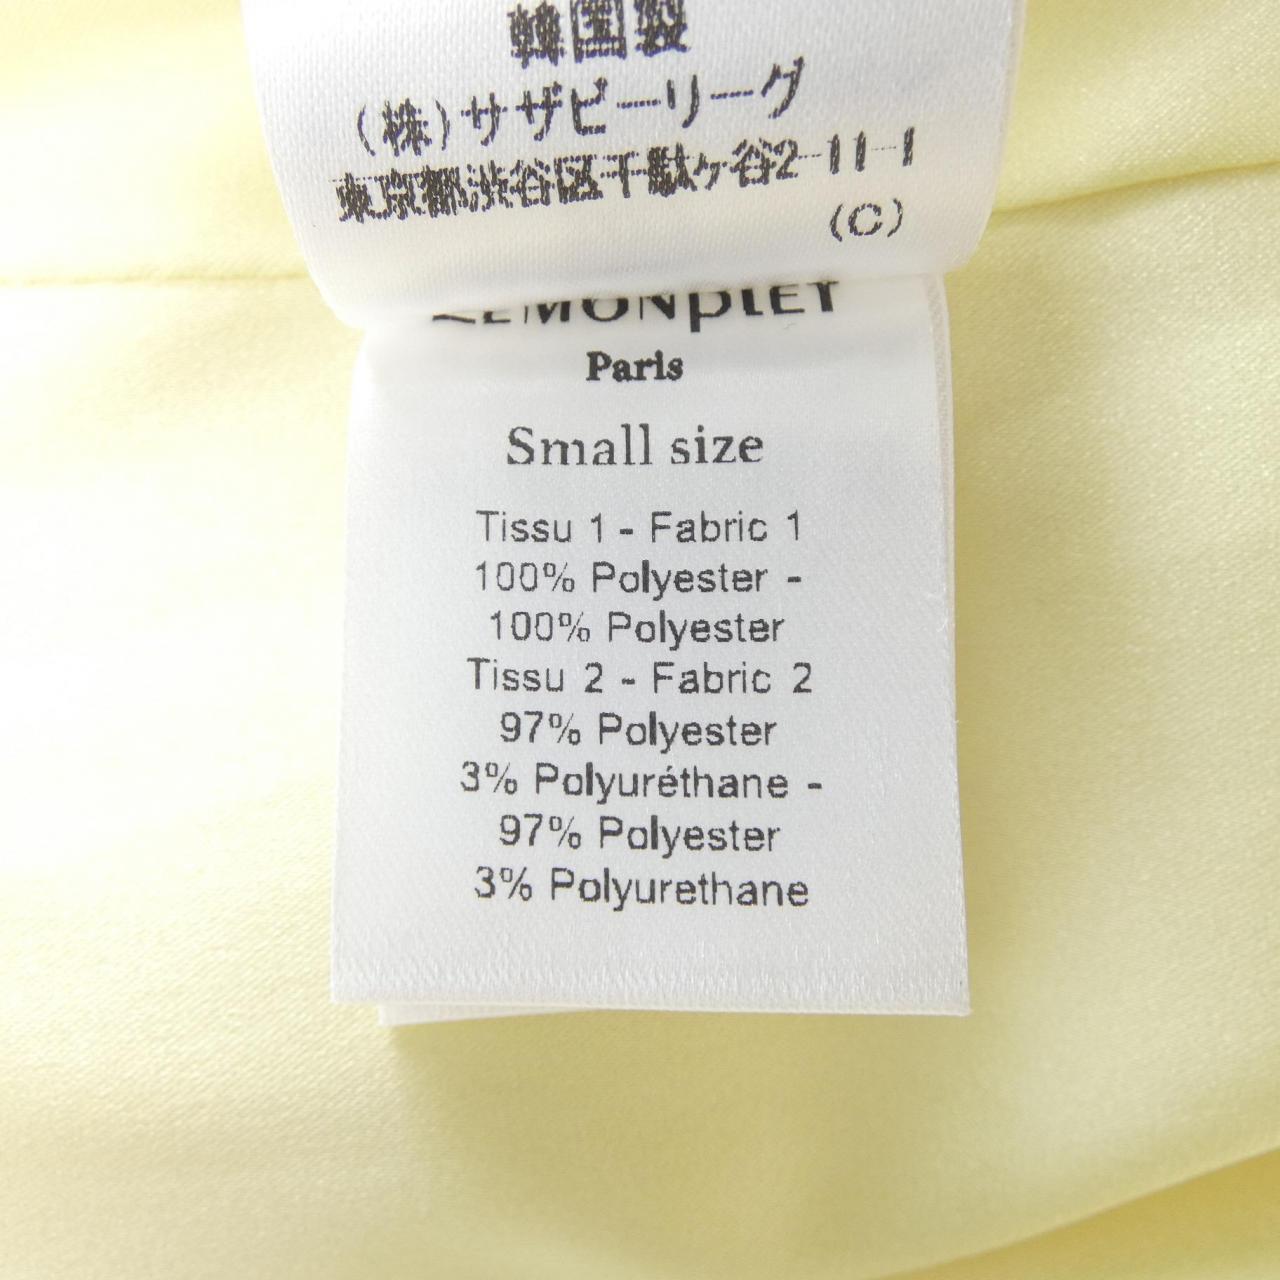 韓国製
(株)サザビーリーグ
東京都渋谷区千駄ケ谷2-11-1
(C)
Paris
Small size
Tissu 1 - Fabric 1
100% Polyester -
100% Polyester
Tissu 2 - Fabric 2
97% Polyester
3% Polyuréthane -
97% Polyester
3% Polyurethane